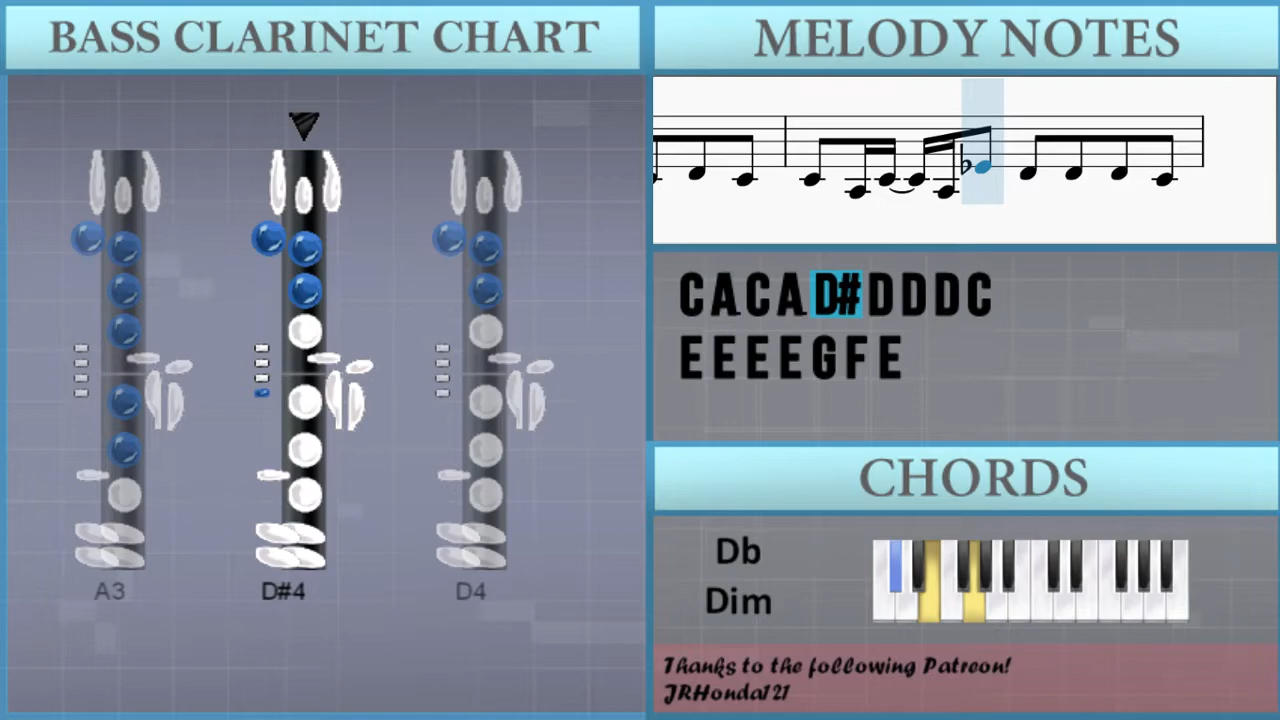 BASS CLARINET CHART
A3
D#4
D4
MELODY NOTES
CACAD#DDDC
EEEEGFE
CHORDS
Db
Dim
Thanks to the following Patreon!
JRHonda121